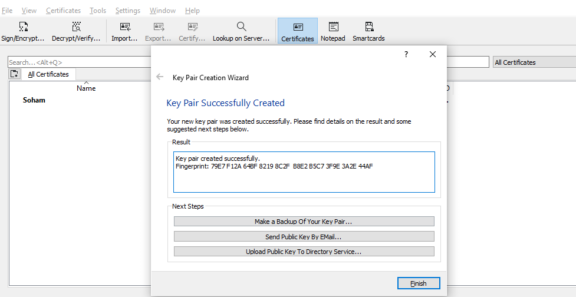 File View Certificates Tools Settings Window Help
Sign/Encrypt... Decrypt/Verify... Import... Export... Certify... Lookup on Server... Certificates Notepad Smartcards
Search...<Alt+Q>
All Certificates
All Certificates
Name
Soham
? ×
Key Pair Creation Wizard
Key Pair Successfully Created
Your new key pair was created successfully. Please find details on the result and some
suggested next steps below.
Result
Key pair created successfully.
Fingerprint: 79E7 F12A 64BF 8219 8C2F B8E2 B5C7 3F9E 3A2E 44AF
Next Steps
Make a Backup Of Your Key Pair...
Send Public Key By EMail...
Upload Public Key To Directory Service...
Finish